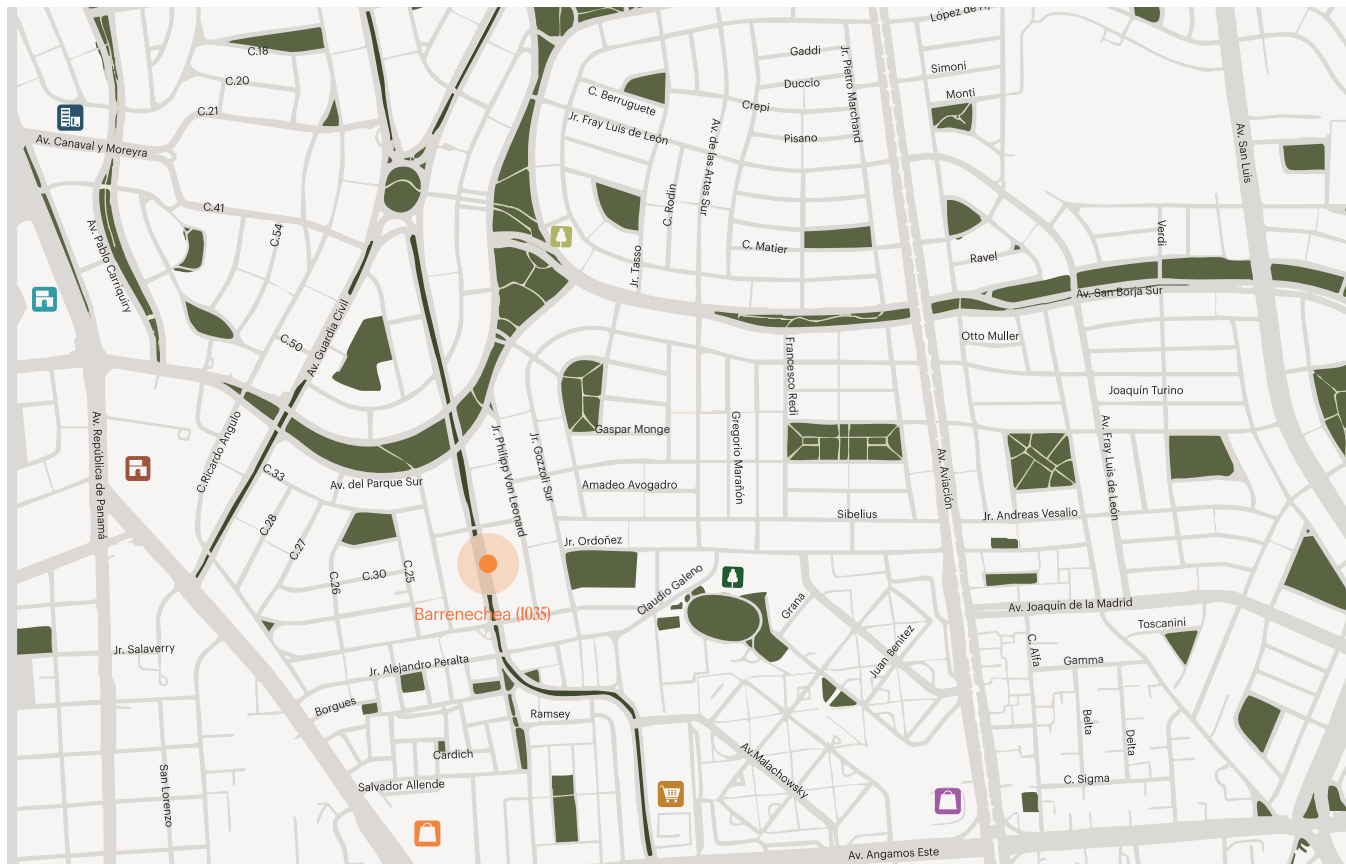 López de
C.18
Gaddi
Jr. Pietro Marchand
Simoni
C.20
Duccio
C. Berruguete
Monti
C.21
Crepi
Jr. Fray Luis de León
Av. de las Artes Sur
Av. San Luis
Av. Canaval y Moreyra
Pisano
C.41
C. Rodin
C.54
Verdi
Av. Pablo Carriquiry
C. Matier
Ravel
Jr. Tasso
Av. San Borja Sur
Av. Guardia Civil
C.50
Otto Muller
Francesco Redi
Joaquín Turino
Av. República de Panamá
C.Ricardo Angulo
Jr. Philipp Von Leonard
Jr. Gozzoli Sur
Gaspar Monge
Gregorio Marañón
Av. Aviación
Av. Fray Luis de León
C.33
Av. del Parque Sur
Amadeo Avogadro
Sibelius
Jr. Andreas Vesalio
C.28
C.27
Jr. Ordoñez
C.26
C.30
C.25
Claudio Galeno
Grana
Barrenechea (1035)
Av. Joaquín de la Madrid
Toscanini
Jr. Salaverry
Jr. Alejandro Peralta
Juan Benitez
C. Alfa
Gamma
Borgues
Ramsey
Belta
Delta
Cardich
Av.Malachowsky
San Lorenzo
Salvador Allende
C. Sigma
Av. Angamos Este